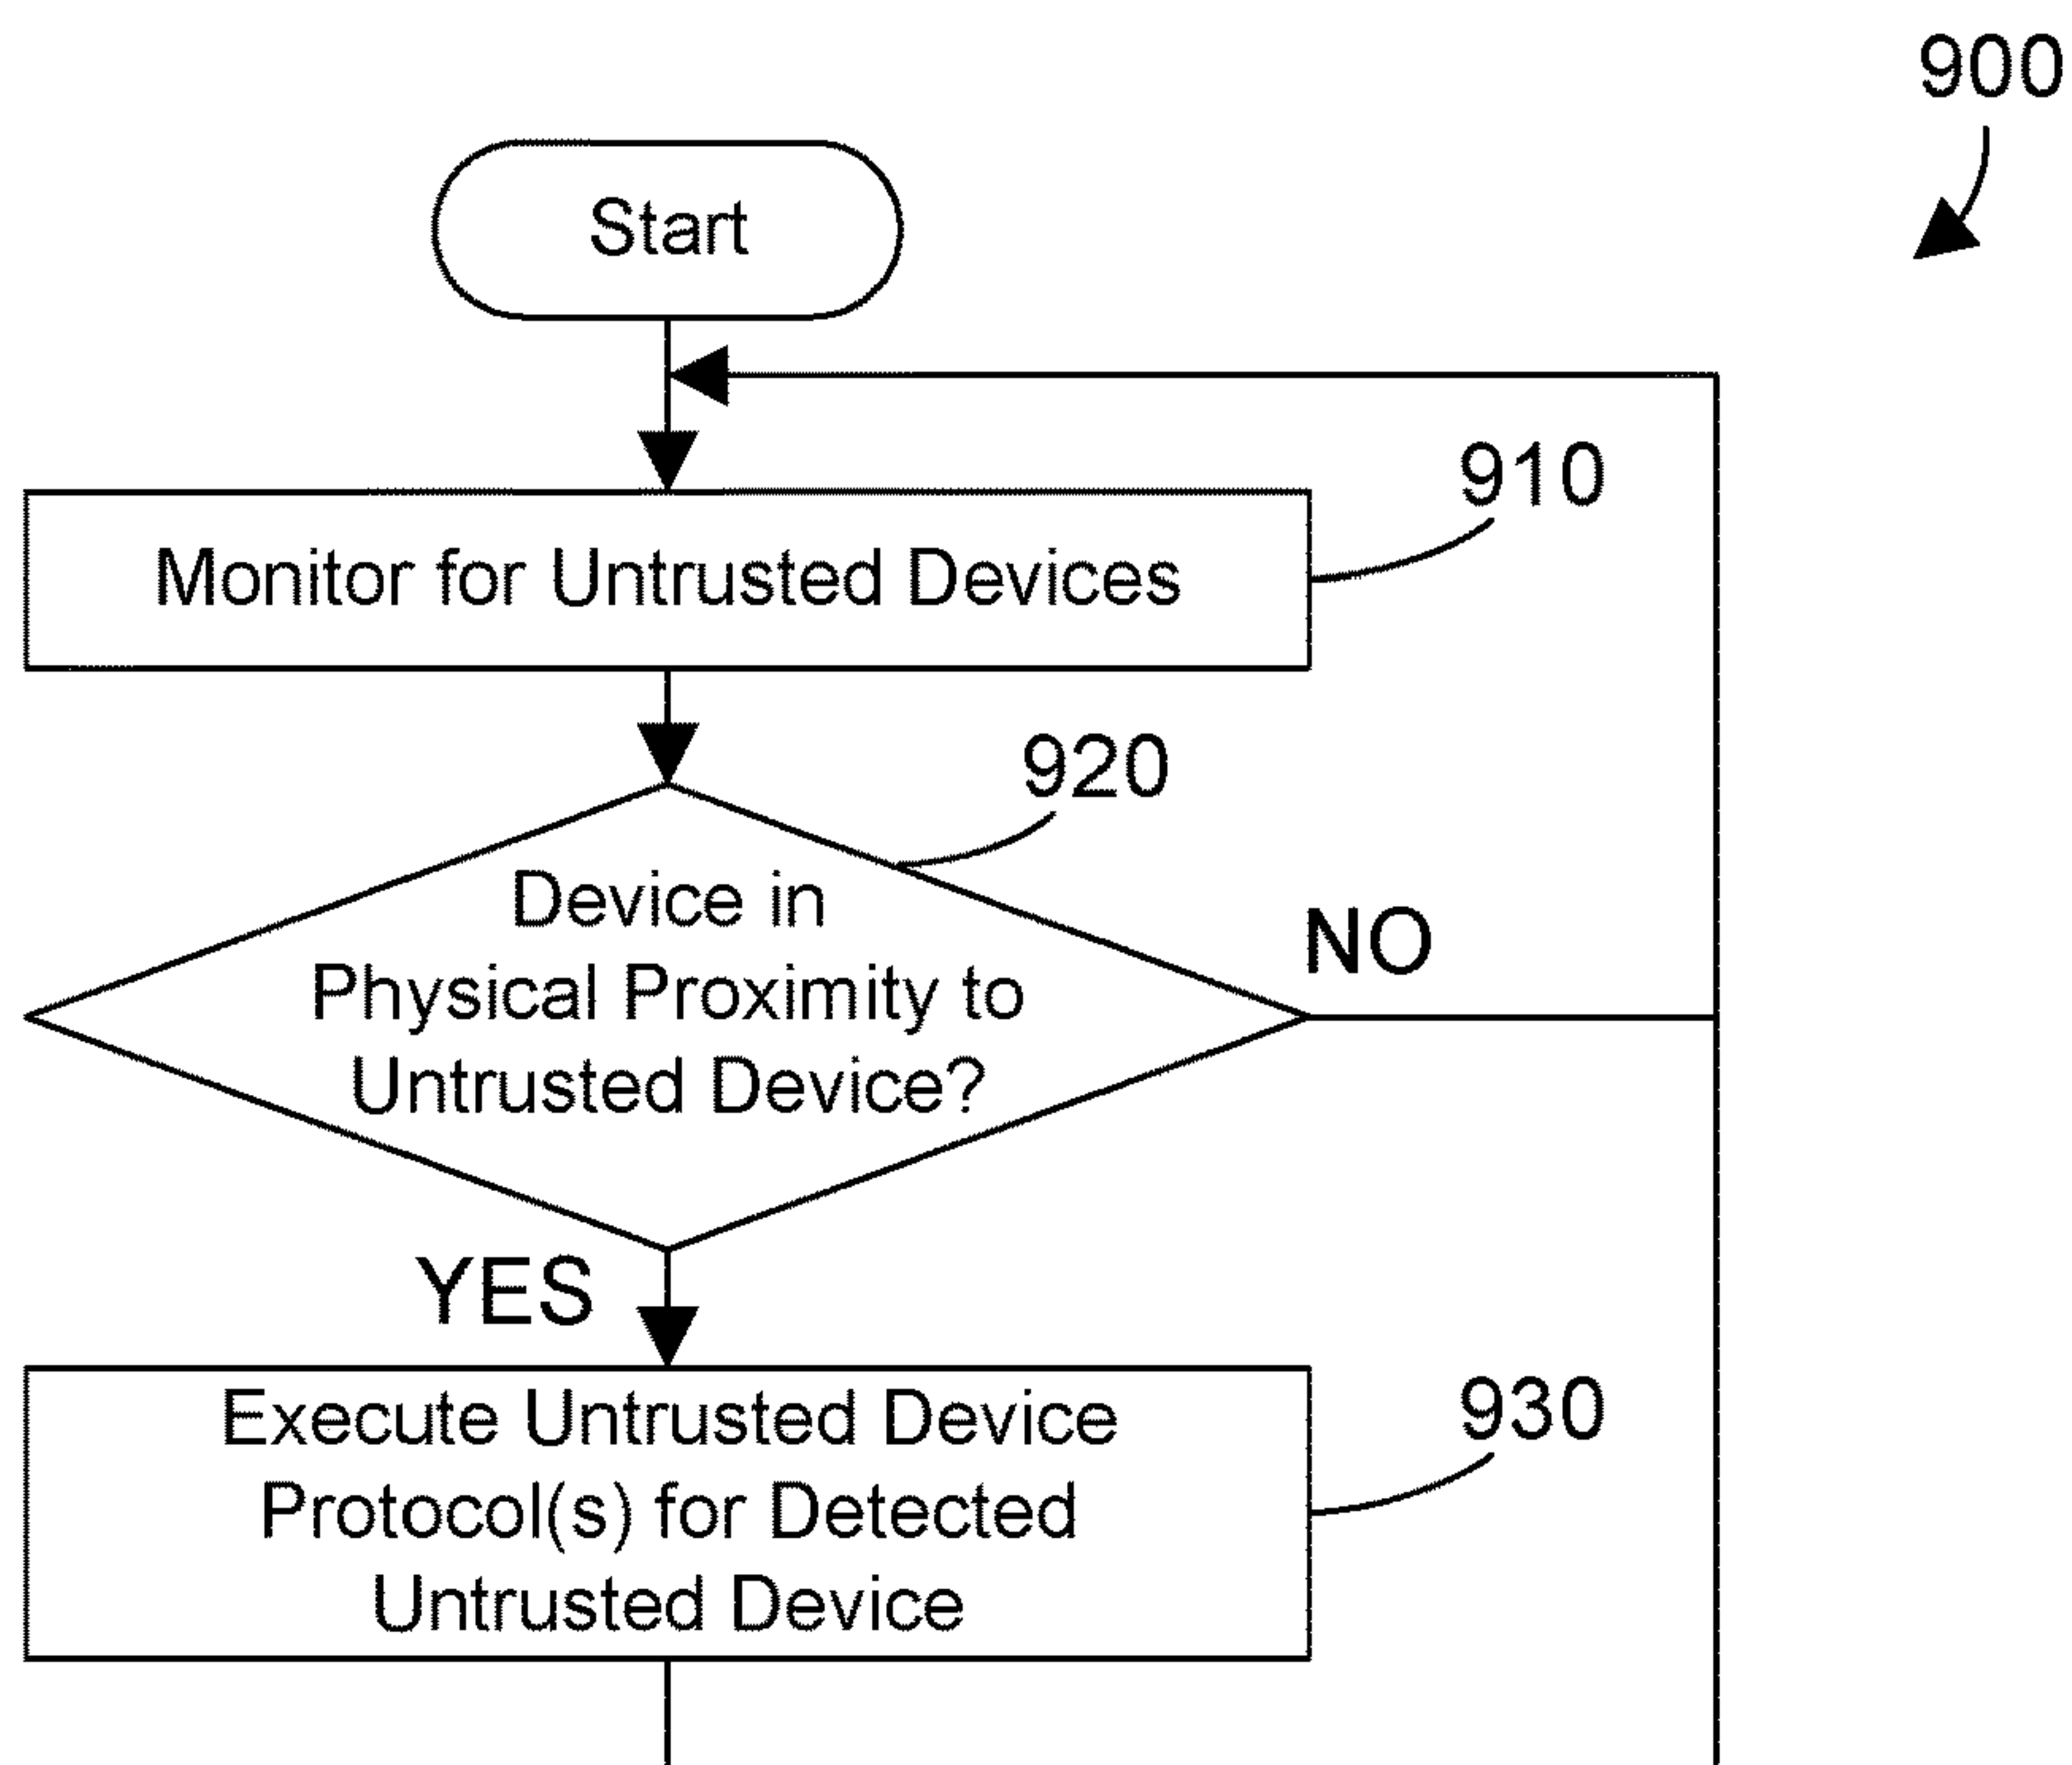 900
Start
910
Monitor for Untrusted Devices
920
Device in
Physical Proximity to
Untrusted Device?
NO
YES
930
Execute Untrusted Device
Protocol(s) for Detected
Untrusted Device